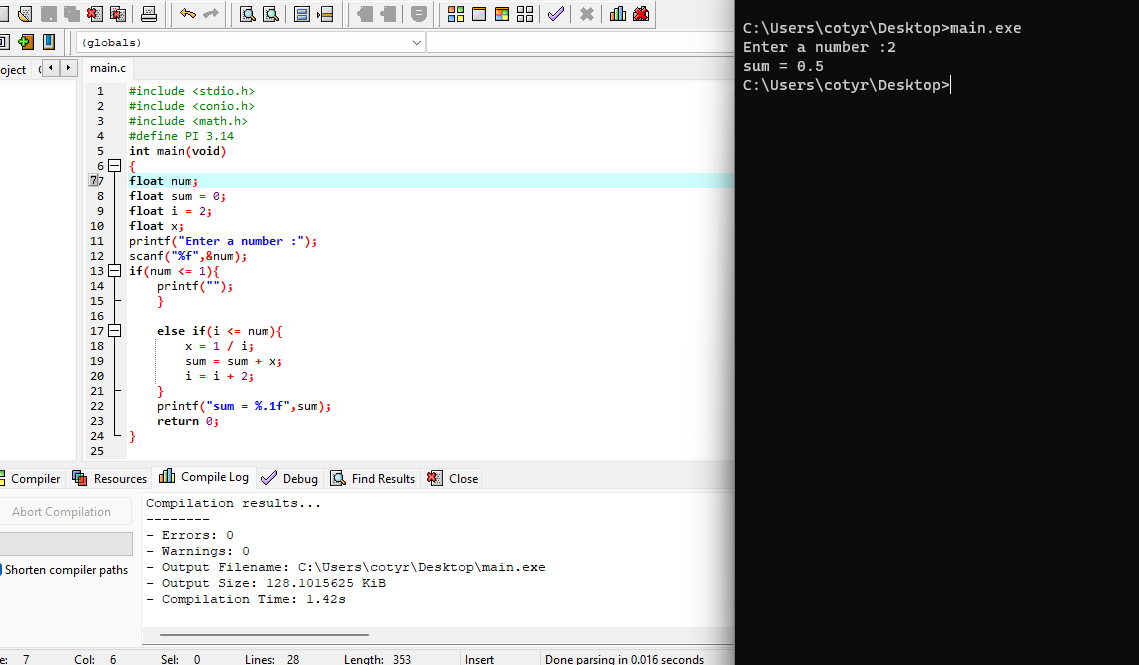 (globals)
oject
main.c
1 #include <stdio.h>
2 #include <conio.h>
3 #include <math.h>
4 #define PI 3.14
5 int main(void)
6 {
7 float num;
8 float sum = 0;
9 float i = 2;
10 float x;
11 printf("Enter a number :");
12 scanf("%f",&num);
13 if(num <= 1){
14 printf("");
15 }
16
17 else if(i <= num){
18 x = 1 / i;
19 sum = sum + x;
20 i = i + 2;
21 }
22 printf("sum = %.1f",sum);
23 return 0;
24 }
25
Compiler Resources Compile Log Debug Find Results Close
Abort Compilation
Shorten compiler paths
Compilation results...
--------
- Errors: 0
- Warnings: 0
- Output Filename: C:\Users\cotyr\Desktop\main.exe
- Output Size: 128.1015625 KiB
- Compilation Time: 1.42s
e: 7 Col: 6 Sel: 0 Lines: 28 Length: 353 Insert Done parsing in 0.016 seconds
C:\Users\cotyr\Desktop>main.exe
Enter a number :2
sum = 0.5
C:\Users\cotyr\Desktop>